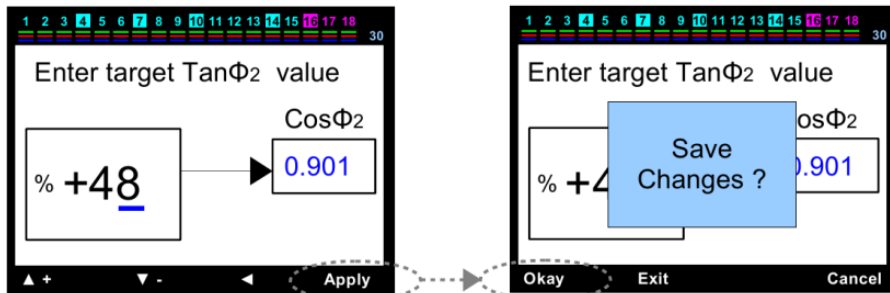 1 2 3 4 5 6 7 8 9 10 11 12 13 14 15 16 17 18
30
Enter target TanΦ2 value
CosΦ2
% +48
0.901
▲ + ▼ - ◀ Apply
1 2 3 4 5 6 7 8 9 10 11 12 13 14 15 16 17 18
30
Enter target TanΦ2 value
osΦ2
Save
Changes ?
% +4
0.901
Okay Exit Cancel